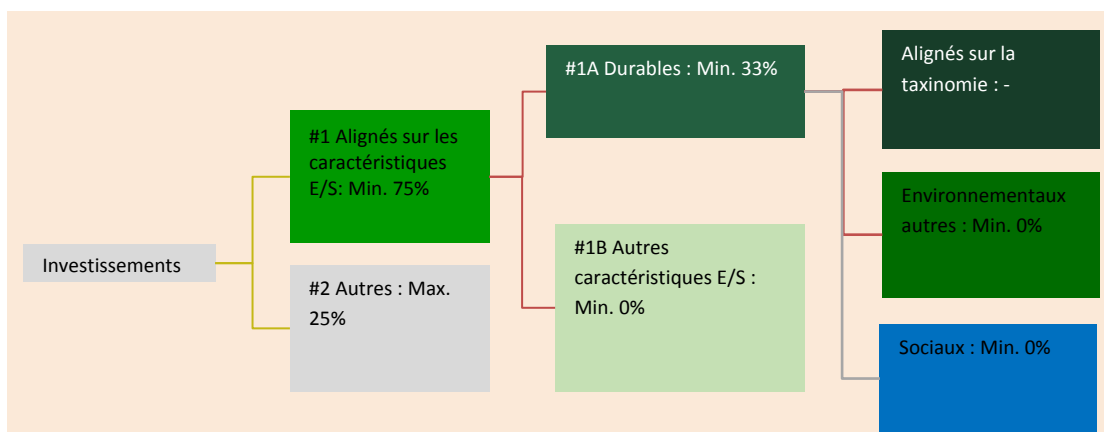 Investissements
#1 Alignés sur les
caractéristiques
E/S: Min. 75%
#2 Autres : Max.
25%
#1A Durables : Min. 33%
#1B Autres
caractéristiques E/S :
Min. 0%
Alignés sur la
taxinomie : -
Environnementaux
autres : Min. 0%
Sociaux : Min. 0%